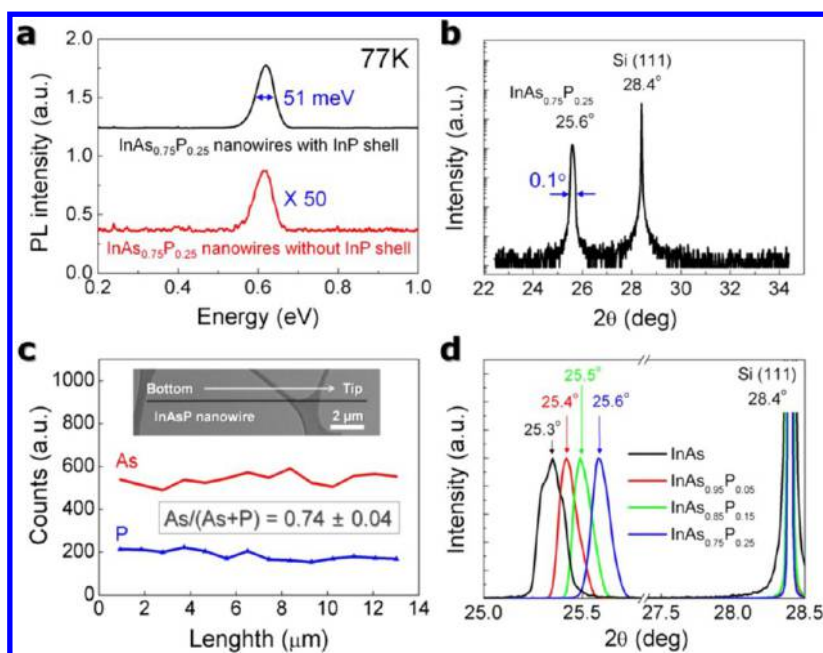 a
77K
51 meV
InAs0.75P0.25 nanowires with InP shell
X 50
InAs0.75P0.25 nanowires without InP shell
PL intensity (a.u.)
2.0
1.5
1.0
0.5
0.0
0.2 0.4 0.6 0.8 1.0
Energy (eV)
b
Si (111)
28.4°
InAs0.75P0.25
25.6°
0.1°
Intensity (a.u.)
22 24 26 28 30 32 34
2θ (deg)
c
Bottom Tip
InAsP nanowire
2 μm
As
As/(As+P) = 0.74 ± 0.04
P
Counts (a.u.)
1000
800
600
400
200
0
0 2 4 6 8 10 12 14
Lenghth (μm)
d
25.5°
25.4° 25.6°
25.3°
Si (111)
28.4°
InAs
InAs0.95P0.05
InAs0.85P0.15
InAs0.75P0.25
Intensity (a.u.)
25.0 25.5 27.5 28.0 28.5
2θ (deg)